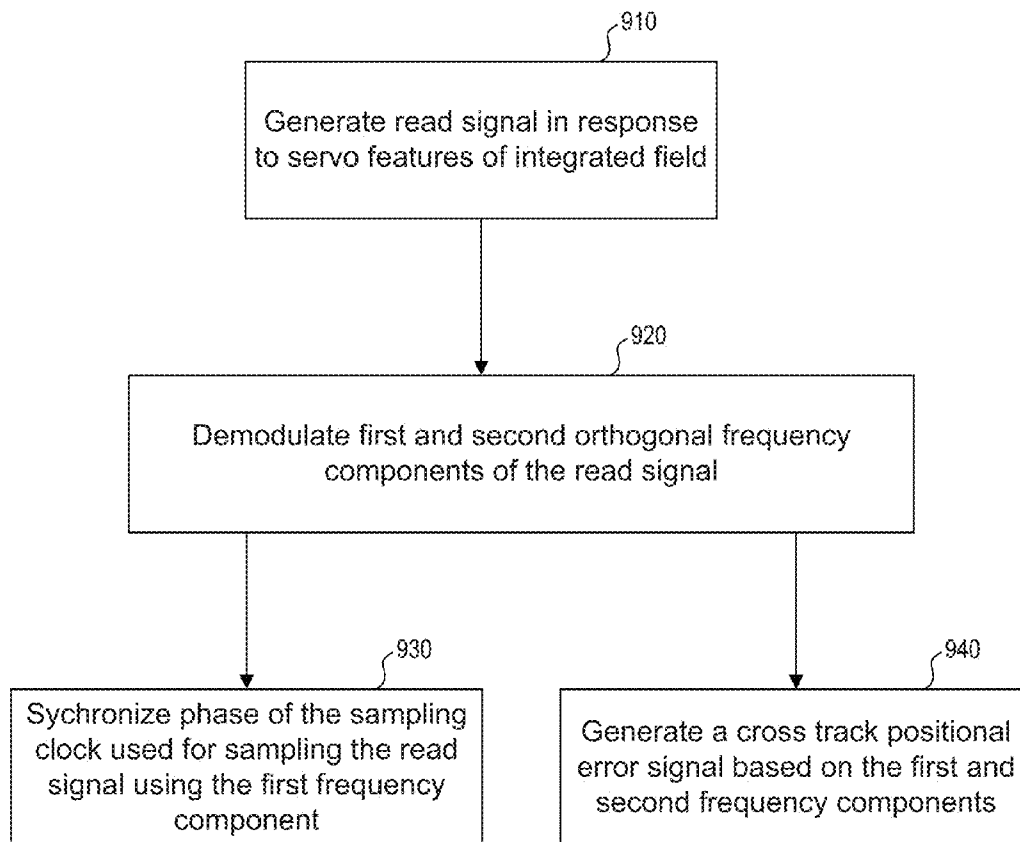 910
Generate read signal in response
to servo features of integrated field
920
Demodulate first and second orthogonal frequency
components of the read signal
930
Sychronize phase of the sampling
clock used for sampling the read
signal using the first frequency
component
940
Generate a cross track positional
error signal based on the first and
second frequency components